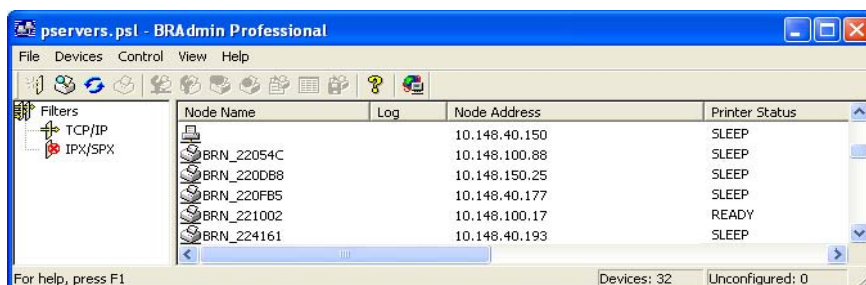 pservers.psl - BRAdmin Professional
File Devices Control View Help
Filters
TCP/IP
IPX/SPX
Node Name Log Node Address Printer Status
10.148.40.150 SLEEP
BRN_22054C 10.148.100.88 SLEEP
BRN_220DB8 10.148.150.25 SLEEP
BRN_220FB5 10.148.40.177 SLEEP
BRN_221002 10.148.100.17 READY
BRN_224161 10.148.40.193 SLEEP
For help, press F1 Devices: 32 Unconfigured: 0